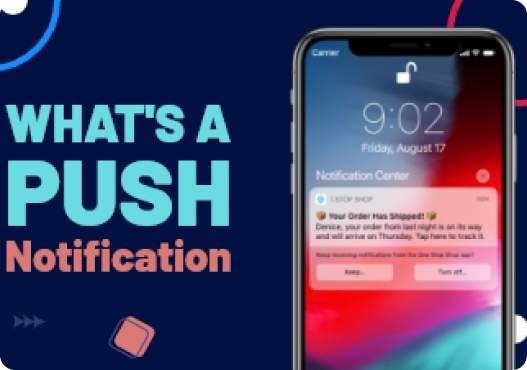 WHAT'S A
PUSH
Notification
Carrier
9:02
Friday, August 17
Notification Center
1 STOP SHOP
now
📦 Your Order Has Shipped! 📦
Denice, your order from last night is on its way
and will arrive on Thursday. Tap here to track it.
Keep receiving notifications from the One Stop Shop app?
Keep...
Turn off...